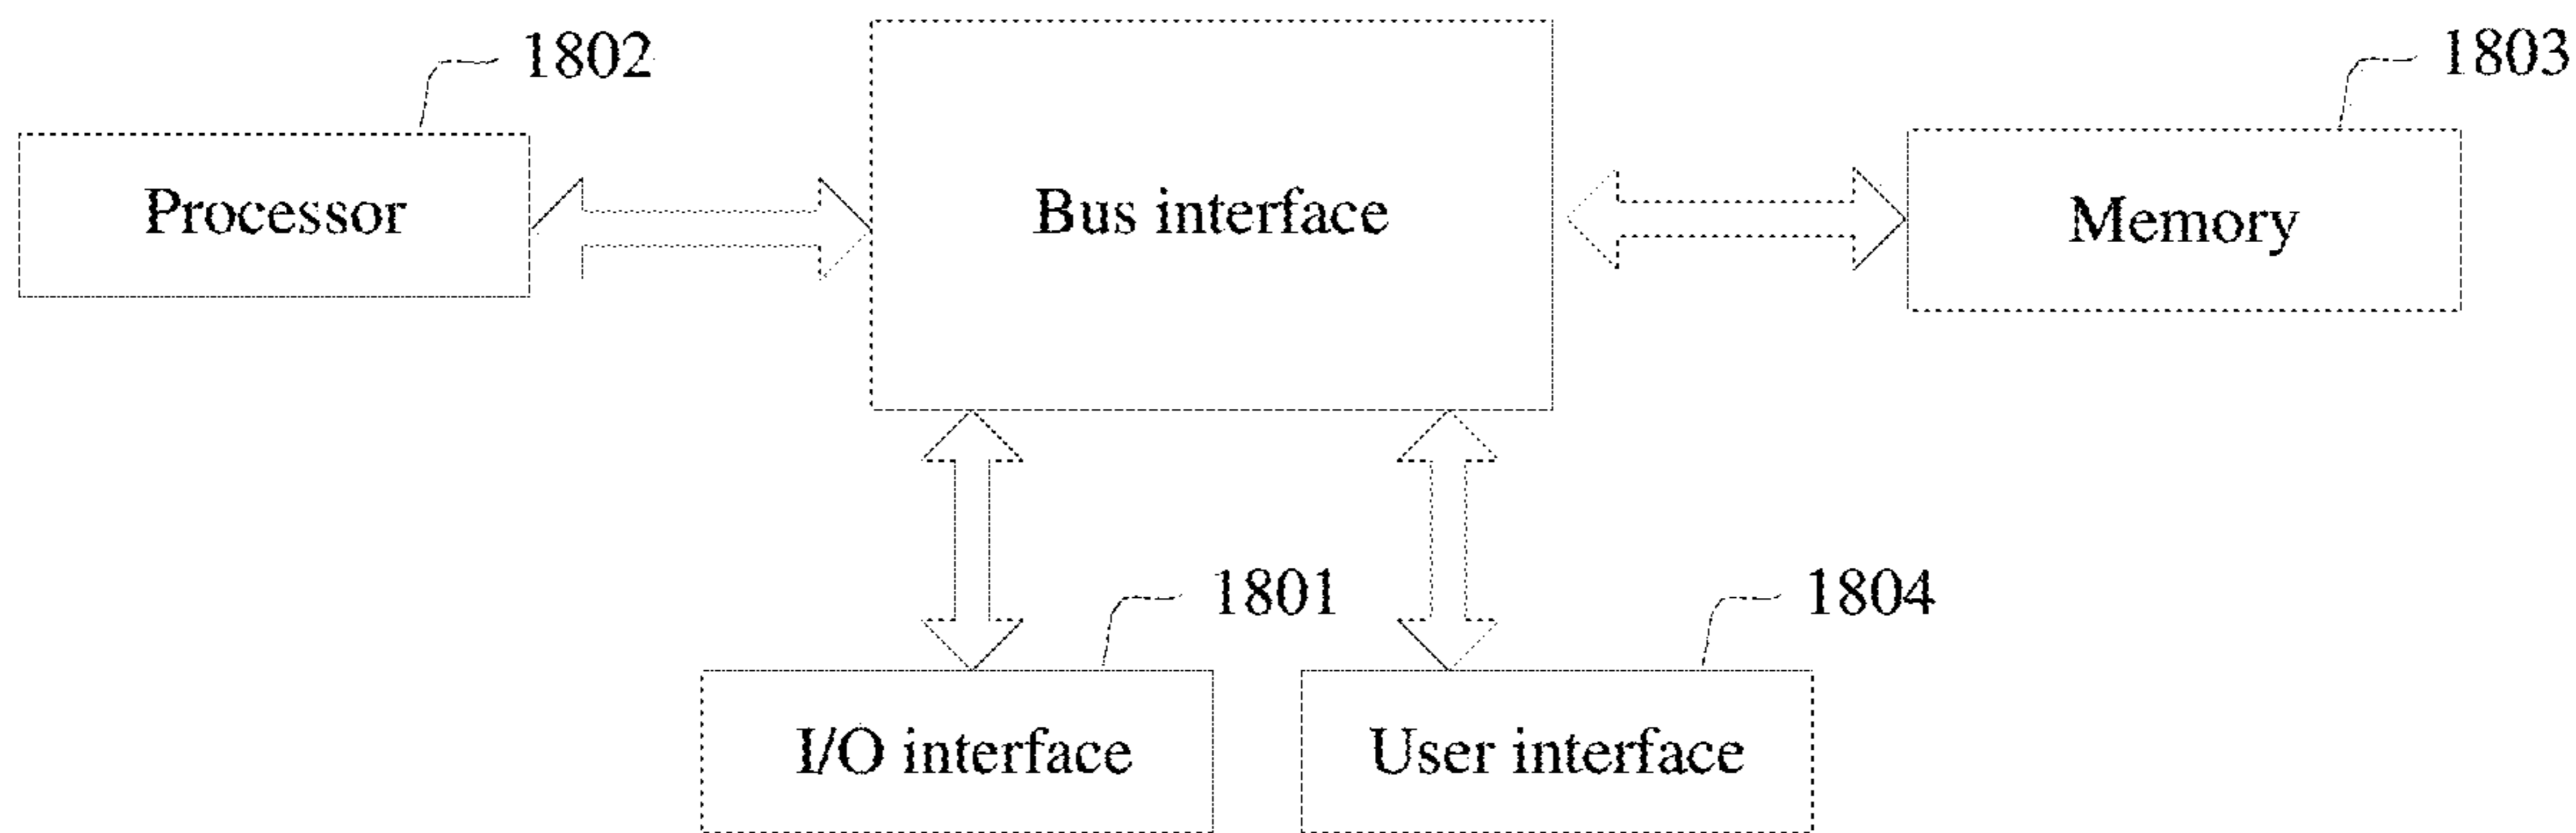 1802
1803
Processor
Bus interface
Memory
1801
1804
I/O interface
User interface